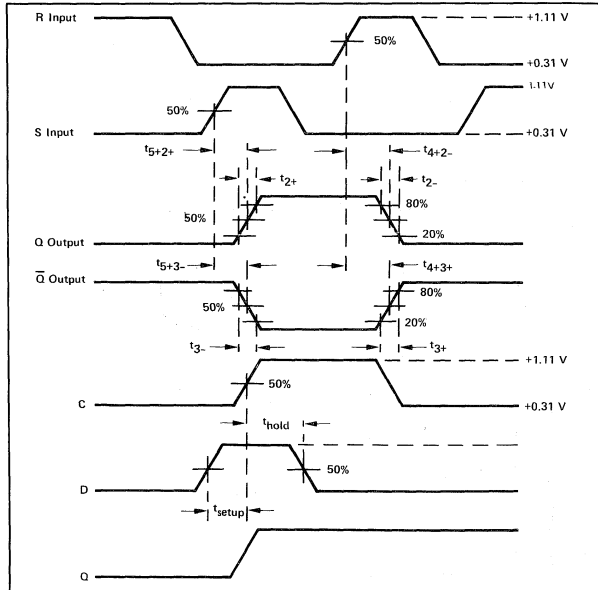 R Input
+1.11 V
50%
+0.31 V
1.11V
50%
S Input
+0.31 V
t5+2+
t4+2-
t2+
t2-
80%
50%
20%
Q Output
t5+3-
t4+3+
Q Output
80%
50%
20%
t3-
t3+
+1.11 V
50%
C
+0.31 V
thold
50%
D
tsetup
Q